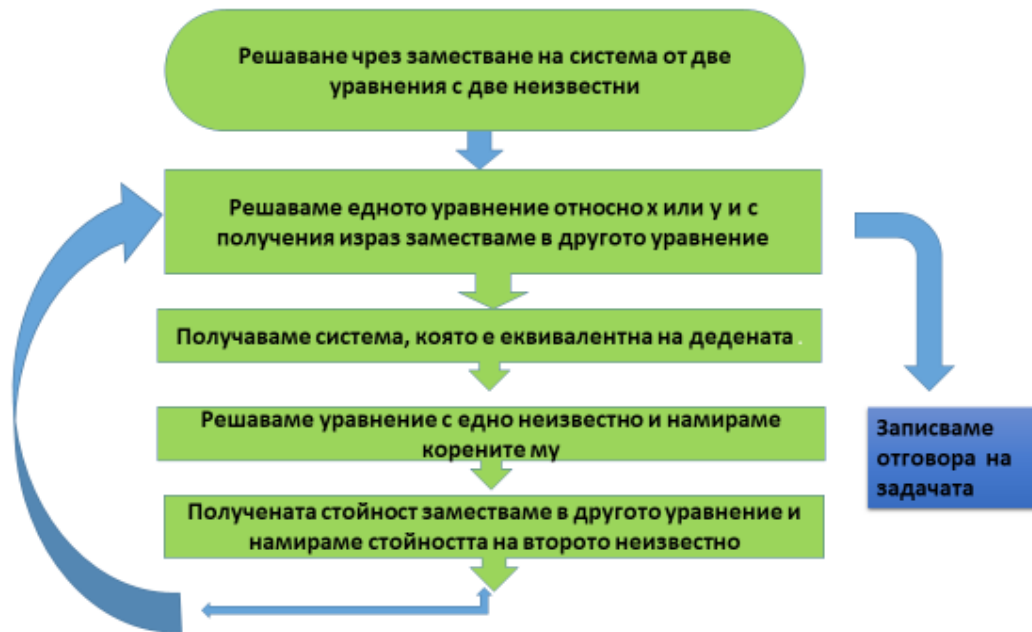 Решаване чрез заместване на система от две
уравнения с две неизвестни
Решаваме едното уравнение относно x или y и с
получения израз заместваме в другото уравнение
Получаваме система, която е еквивалентна на дедената .
Решаваме уравнение с едно неизвестно и намираме
корените му
Получената стойност заместваме в другото уравнение и
намираме стойността на второто неизвестно
Записваме
отговора на
задачата